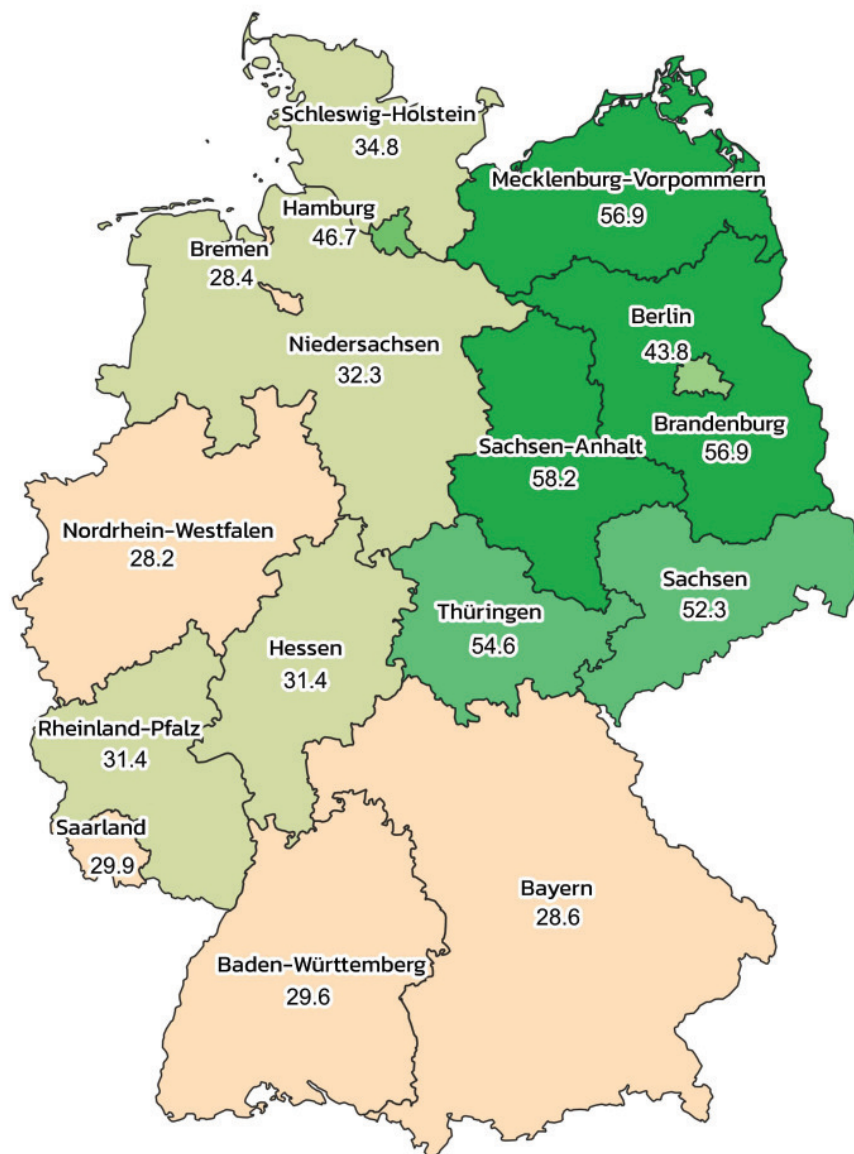 Schleswig-Holstein
34.8
Mecklenburg-Vorpommern
56.9
Hamburg
46.7
Bremen
28.4
Berlin
43.8
Niedersachsen
32.3
Brandenburg
56.9
Sachsen-Anhalt
58.2
Nordrhein-Westfalen
28.2
Sachsen
52.3
Thüringen
54.6
Hessen
31.4
Rheinland-Pfalz
31.4
Saarland
29.9
Bayern
28.6
Baden-Württemberg
29.6